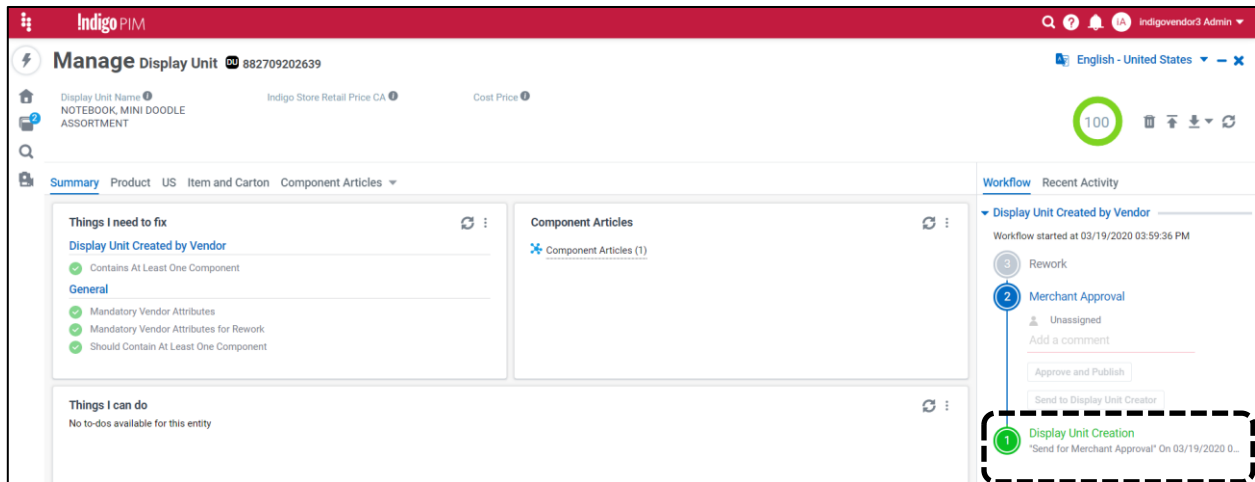 Indigo PIM
IA indigovendor3 Admin
Manage Display Unit DU 882709202639
English - United States
Display Unit Name
NOTEBOOK, MINI DOODLE
ASSORTMENT
Indigo Store Retail Price CA
Cost Price
100
2
Summary Product US Item and Carton Component Articles
Things I need to fix
Display Unit Created by Vendor
Contains At Least One Component
General
Mandatory Vendor Attributes
Mandatory Vendor Attributes for Rework
Should Contain At Least One Component
Component Articles
Component Articles (1)
Things I can do
No to-dos available for this entity
Workflow Recent Activity
Display Unit Created by Vendor
Workflow started at 03/19/2020 03:59:36 PM
3 Rework
2 Merchant Approval
Unassigned
Add a comment
Approve and Publish
Send to Display Unit Creator
1 Display Unit Creation
"Send for Merchant Approval" On 03/19/2020 0...